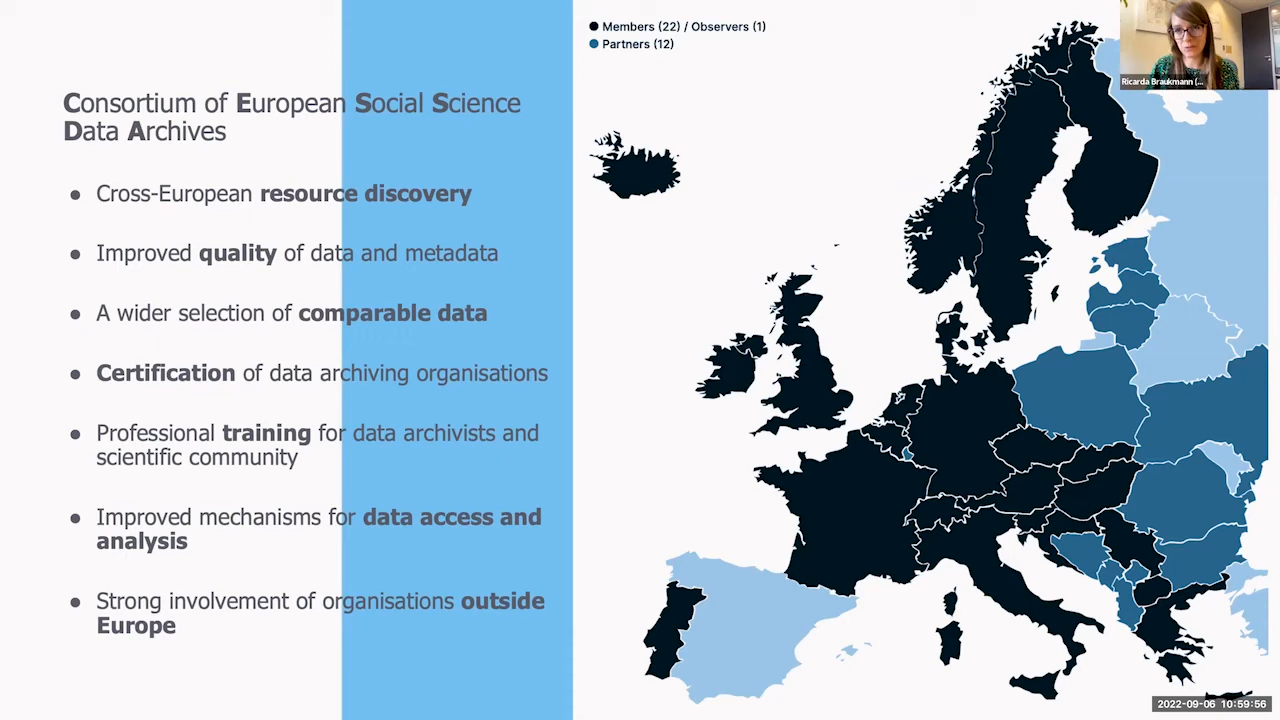 Consortium of European Social Science
Data Archives
● Cross-European resource discovery
● Improved quality of data and metadata
● A wider selection of comparable data
● Certification of data archiving organisations
● Professional training for data archivists and
scientific community
● Improved mechanisms for data access and
analysis
● Strong involvement of organisations outside
Europe
Members (22) / Observers (1)
Partners (12)
Ricarda Braukmann (...
2022-09-06 10:59:56